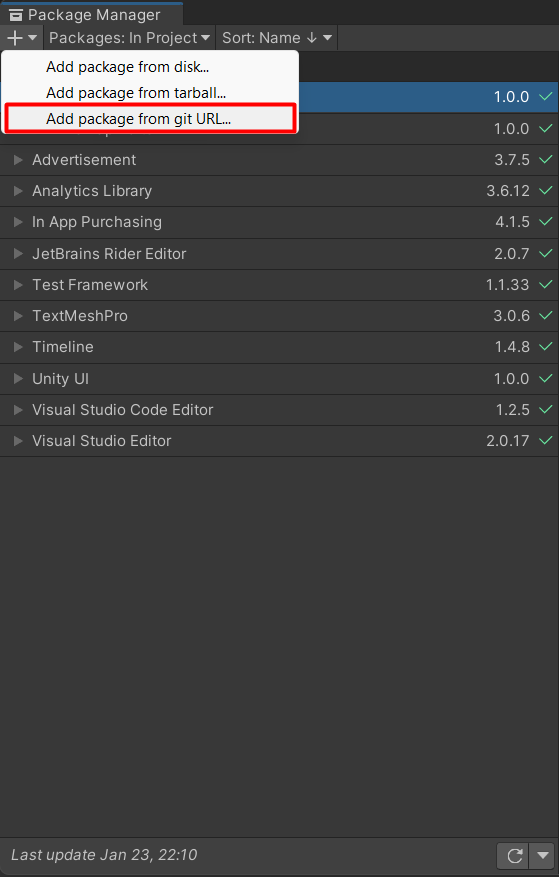 Package Manager
Packages: In Project Sort: Name ↓
Add package from disk...
Add package from tarball...
1.0.0
Add package from git URL...
1.0.0
Advertisement 3.7.5
Analytics Library 3.6.12
In App Purchasing 4.1.5
JetBrains Rider Editor 2.0.7
Test Framework 1.1.33
TextMeshPro 3.0.6
Timeline 1.4.8
Unity UI 1.0.0
Visual Studio Code Editor 1.2.5
Visual Studio Editor 2.0.17
Last update Jan 23, 22:10